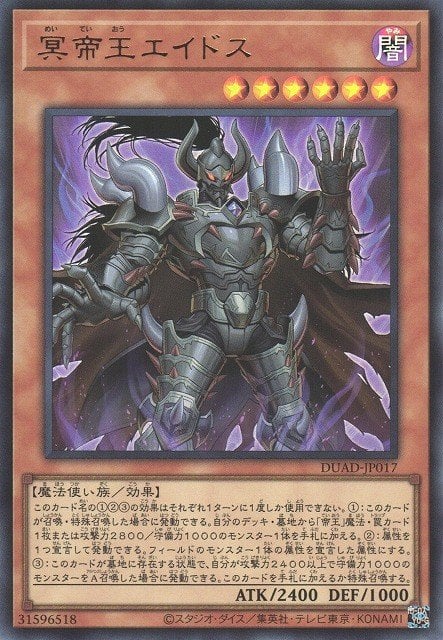 冥帝王エイドス
闇
DUAD-JP017
【魔法使い族／効果】
このカード名の①②③の効果はそれぞれ1ターンに1度しか使用できない。①：このカード
が召喚・特殊召喚した場合に発動できる。自分のデッキ・墓地から「帝王」魔法・罠カード
1枚または攻撃力2800／守備力1000のモンスター1体を手札に加える。②：属性を
1つ宣言して発動できる。フィールドのモンスター1体の属性を宣言した属性にする。
③：このカードが墓地に存在する状態で、自分が攻撃力2400以上で守備力1000の
モンスターをA召喚した場合に発動できる。このカードを手札に加えるか特殊召喚する。
ATK/2400 DEF/1000
31596518
©スタジオ・ダイス／集英社・テレビ東京・KONAMI